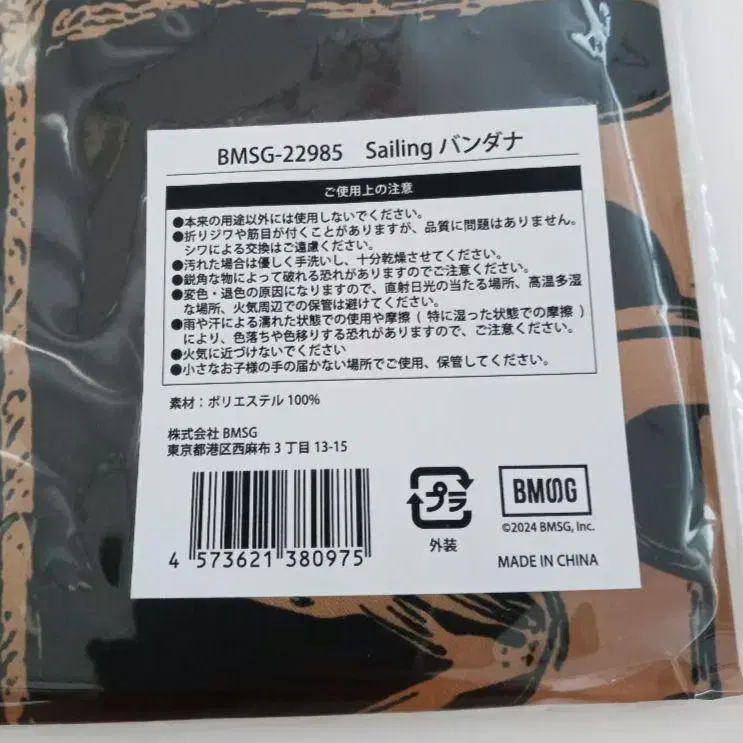 BMSG-22985 Sailing バンダナ
ご使用上の注意
●本来の用途以外には使用しないでください。
●折りジワや筋目が付くことがありますが、品質に問題はありません。
シワによる交換はご遠慮ください。
●汚れた場合は優しく手洗いし、十分乾燥させてください。
●鋭角な物によって破れる恐れがありますのでご注意ください。
●変色・退色の原因になりますので、直射日光の当たる場所、高温多湿
な場所、火気周辺での保管は避けてください。
●雨や汗による濡れた状態での使用や摩擦 ( 特に湿った状態での摩擦 )
により、色落ちや色移りする恐れがありますので、ご注意ください。
●火気に近づけないでください
●小さなお子様の手の届かない場所でご使用、保管してください。
素材：ポリエステル 100%
株式会社 BMSG
東京都港区西麻布 3 丁目 13-15
4 573621 380975
プラ
外装
BMSG
©2024 BMSG, Inc.
MADE IN CHINA